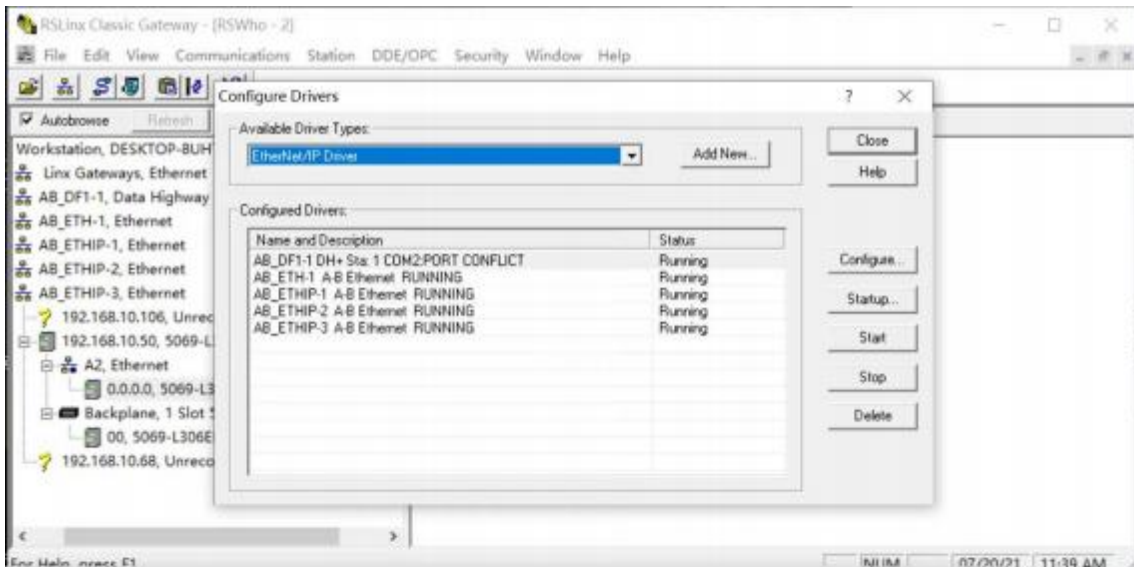 RSLinx Classic Gateway - [RSWho - 2]
File Edit View Communications Station DDE/OPC Security Window Help
Configure Drivers
Autobrowse Refresh
Available Driver Types:
EtherNet/IP Driver
Add New...
Close
Help
Workstation, DESKTOP-BUH
Linx Gateways, Ethernet
AB_DF1-1, Data Highway
AB_ETH-1, Ethernet
AB_ETHIP-1, Ethernet
AB_ETHIP-2, Ethernet
AB_ETHIP-3, Ethernet
192.168.10.106, Unrec
192.168.10.50, 5069-L
A2, Ethernet
0.0.0.0, 5069-L3
Backplane, 1 Slot
00, 5069-L306E
192.168.10.68, Unreco
Configured Drivers:
Name and Description Status
AB_DF1-1 DH+ Sta: 1 COM2:PORT CONFLICT Running
AB_ETH-1 A-B Ethernet RUNNING Running
AB_ETHIP-1 A-B Ethernet RUNNING Running
AB_ETHIP-2 A-B Ethernet RUNNING Running
AB_ETHIP-3 A-B Ethernet RUNNING Running
Configure...
Startup...
Start
Stop
Delete
For Help, press F1
NUM 07/20/21 11:39 AM